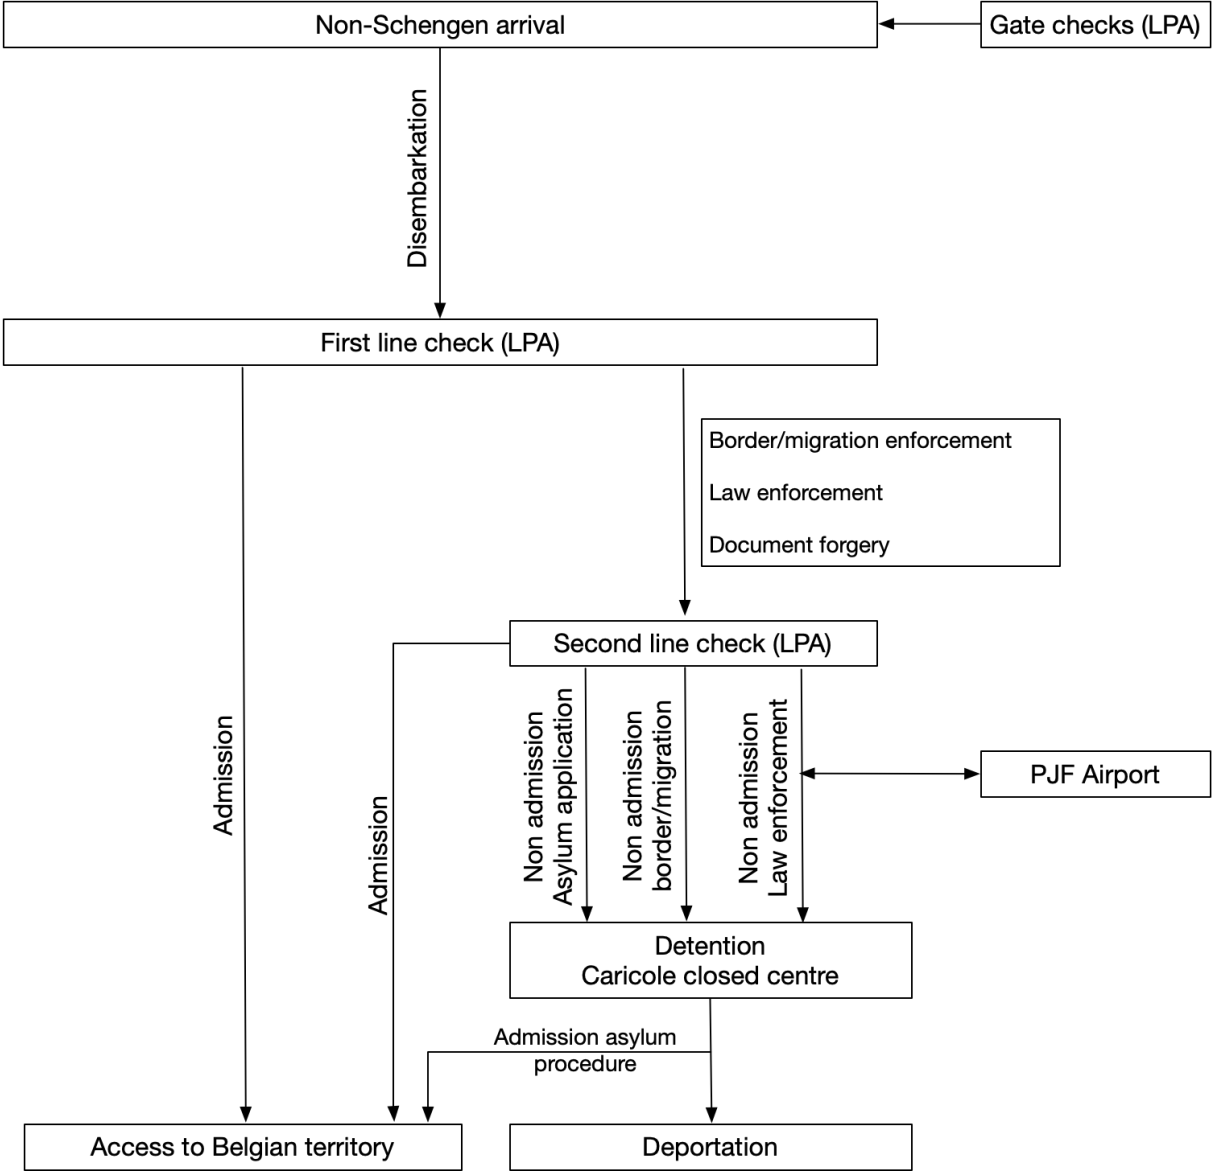 Non-Schengen arrival
Gate checks (LPA)
Disembarkation
First line check (LPA)
Border/migration enforcement
Law enforcement
Document forgery
Second line check (LPA)
Admission
Admission
Non admission
Asylum application
Non admission
border/migration
Non admission
Law enforcement
PJF Airport
Detention
Caricole closed centre
Admission asylum
procedure
Access to Belgian territory
Deportation